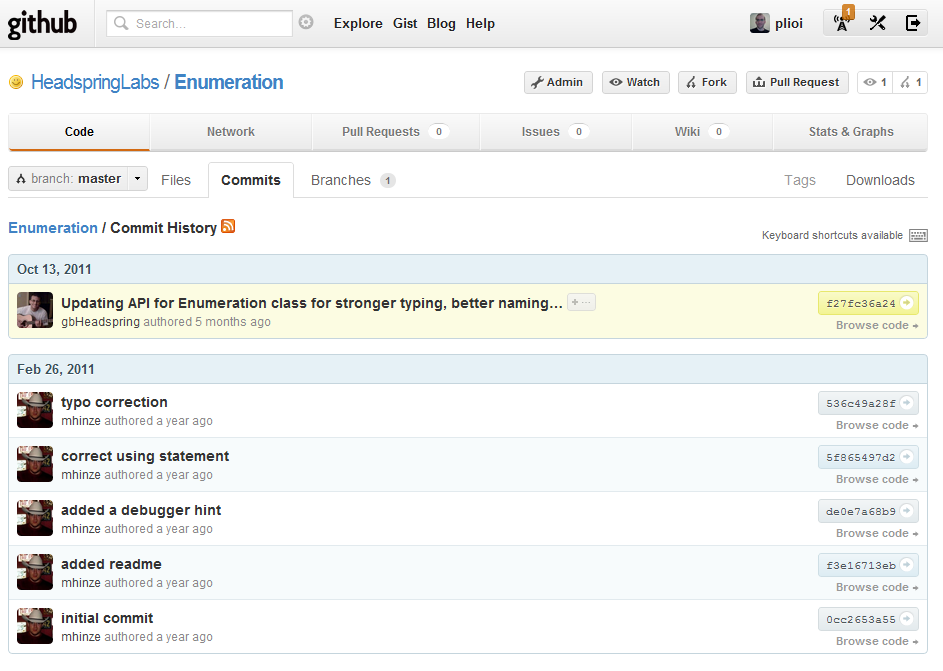 github Search... Explore Gist Blog Help plioi 1
HeadspringLabs / Enumeration Admin Watch Fork Pull Request 1 1
Code Network Pull Requests 0 Issues 0 Wiki 0 Stats & Graphs
branch: master Files Commits Branches 1 Tags Downloads
Enumeration / Commit History
Keyboard shortcuts available
Oct 13, 2011
Updating API for Enumeration class for stronger typing, better naming… + ··· f27fc36a24
gbHeadspring authored 5 months ago Browse code
Feb 26, 2011
typo correction 536c49a28f
mhinze authored a year ago Browse code
correct using statement 5f865497d2
mhinze authored a year ago Browse code
added a debugger hint de0e7a68b9
mhinze authored a year ago Browse code
added readme f3e16713eb
mhinze authored a year ago Browse code
initial commit 0cc2653a55
mhinze authored a year ago Browse code